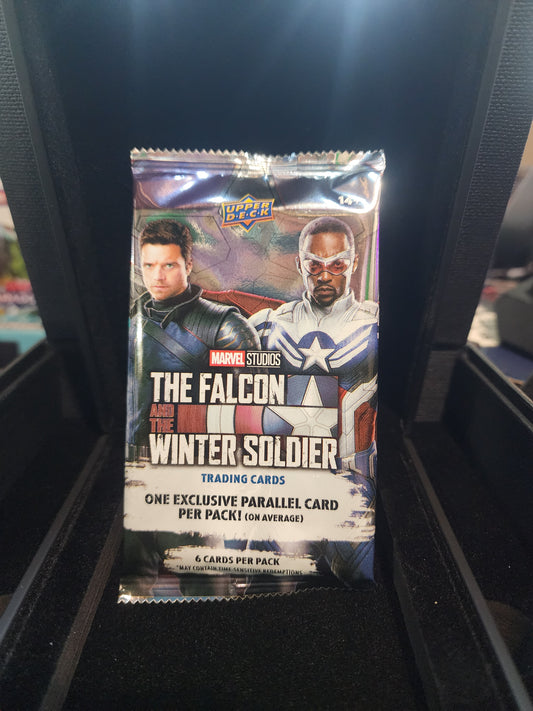 14+
UPPER
D·E·C·K
MARVEL STUDIOS
THE FALCON
AND THE
WINTER SOLDIER
TRADING CARDS
ONE EXCLUSIVE PARALLEL CARD
PER PACK! (ON AVERAGE)
6 CARDS PER PACK
*MAY CONTAIN TIME-SENSITIVE REDEMPTIONS